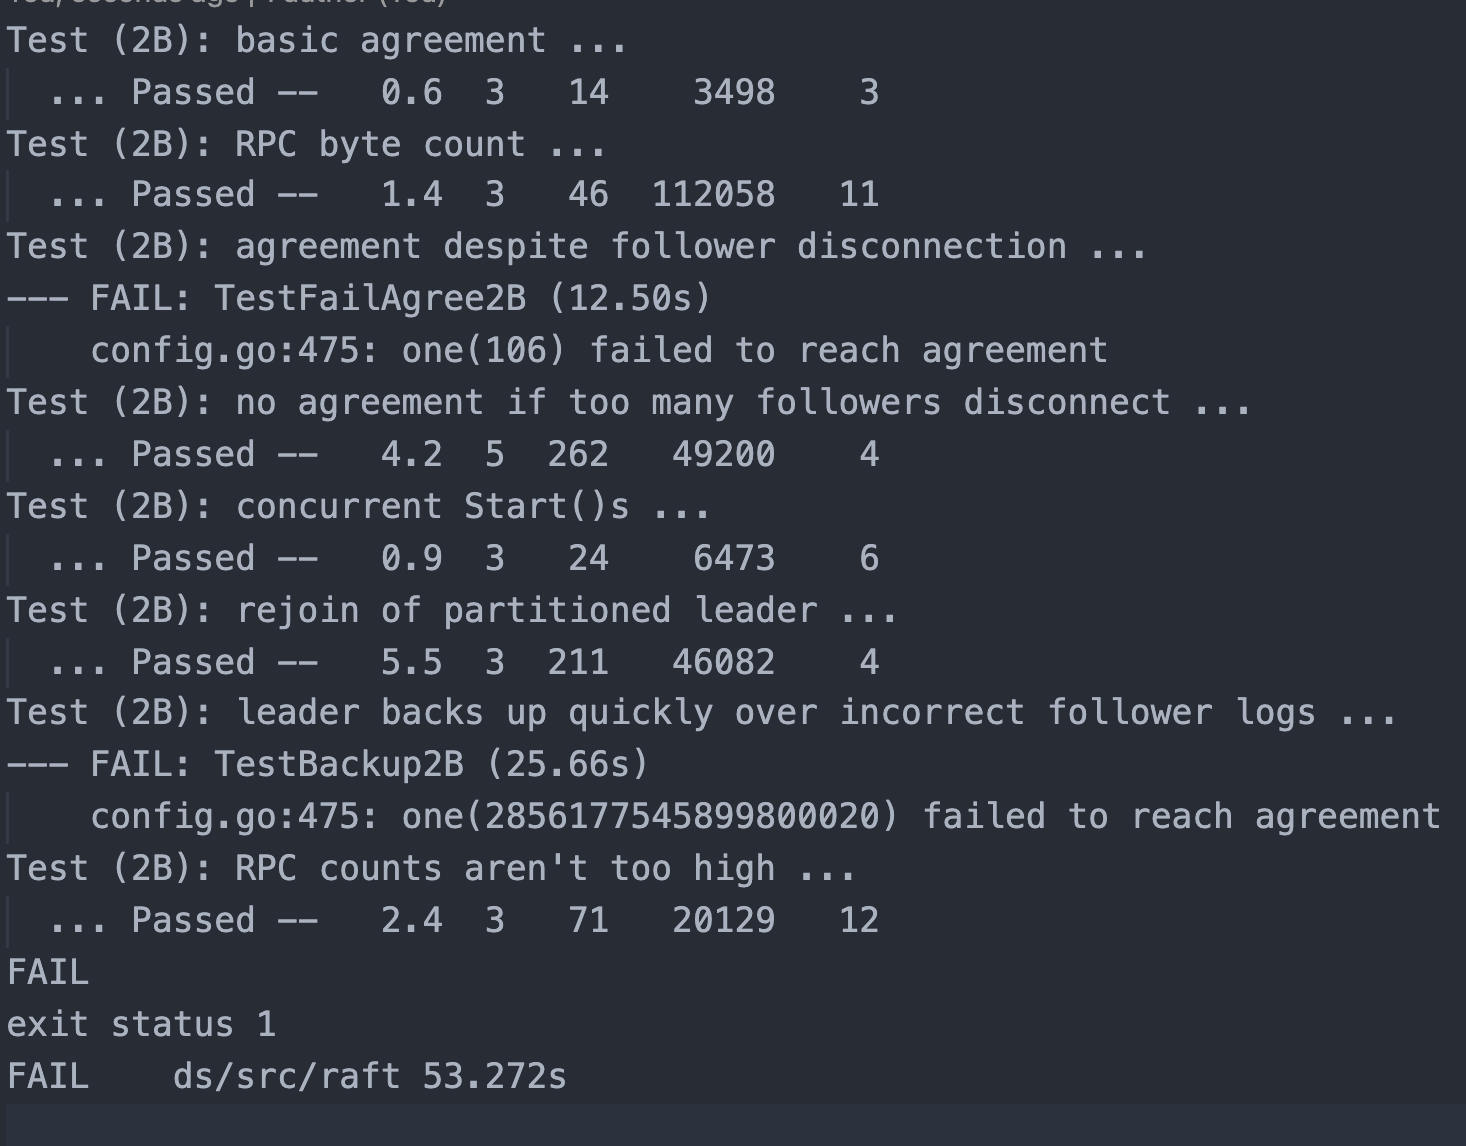 You, seconds ago | 1 author (You)
Test (2B): basic agreement ...
  ... Passed --   0.6  3   14    3498    3
Test (2B): RPC byte count ...
  ... Passed --   1.4  3   46  112058   11
Test (2B): agreement despite follower disconnection ...
--- FAIL: TestFailAgree2B (12.50s)
    config.go:475: one(106) failed to reach agreement
Test (2B): no agreement if too many followers disconnect ...
  ... Passed --   4.2  5  262   49200    4
Test (2B): concurrent Start()s ...
  ... Passed --   0.9  3   24    6473    6
Test (2B): rejoin of partitioned leader ...
  ... Passed --   5.5  3  211   46082    4
Test (2B): leader backs up quickly over incorrect follower logs ...
--- FAIL: TestBackup2B (25.66s)
    config.go:475: one(2856177545899800020) failed to reach agreement
Test (2B): RPC counts aren't too high ...
  ... Passed --   2.4  3   71   20129   12
FAIL
exit status 1
FAIL    ds/src/raft 53.272s